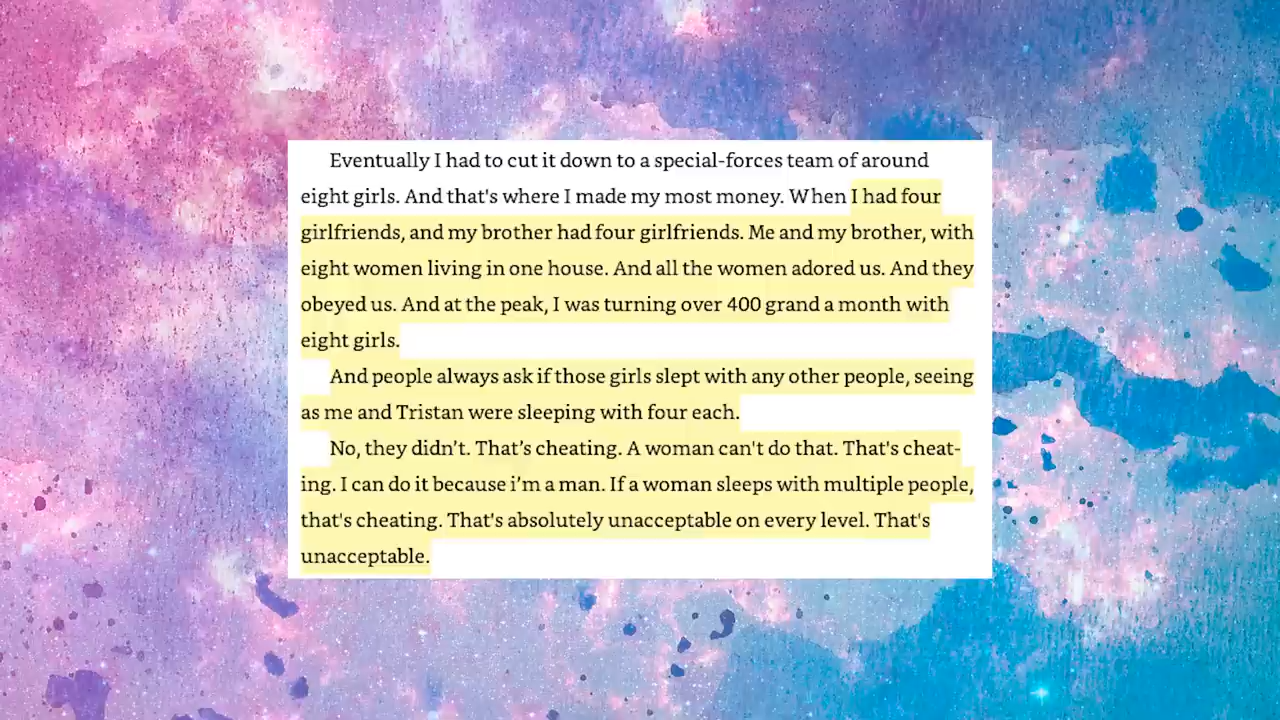 Eventually I had to cut it down to a special-forces team of around
eight girls. And that's where I made my most money. When I had four
girlfriends, and my brother had four girlfriends. Me and my brother, with
eight women living in one house. And all the women adored us. And they
obeyed us. And at the peak, I was turning over 400 grand a month with
eight girls.
And people always ask if those girls slept with any other people, seeing
as me and Tristan were sleeping with four each.
No, they didn’t. That’s cheating. A woman can't do that. That's cheat-
ing. I can do it because i’m a man. If a woman sleeps with multiple people,
that's cheating. That's absolutely unacceptable on every level. That's
unacceptable.